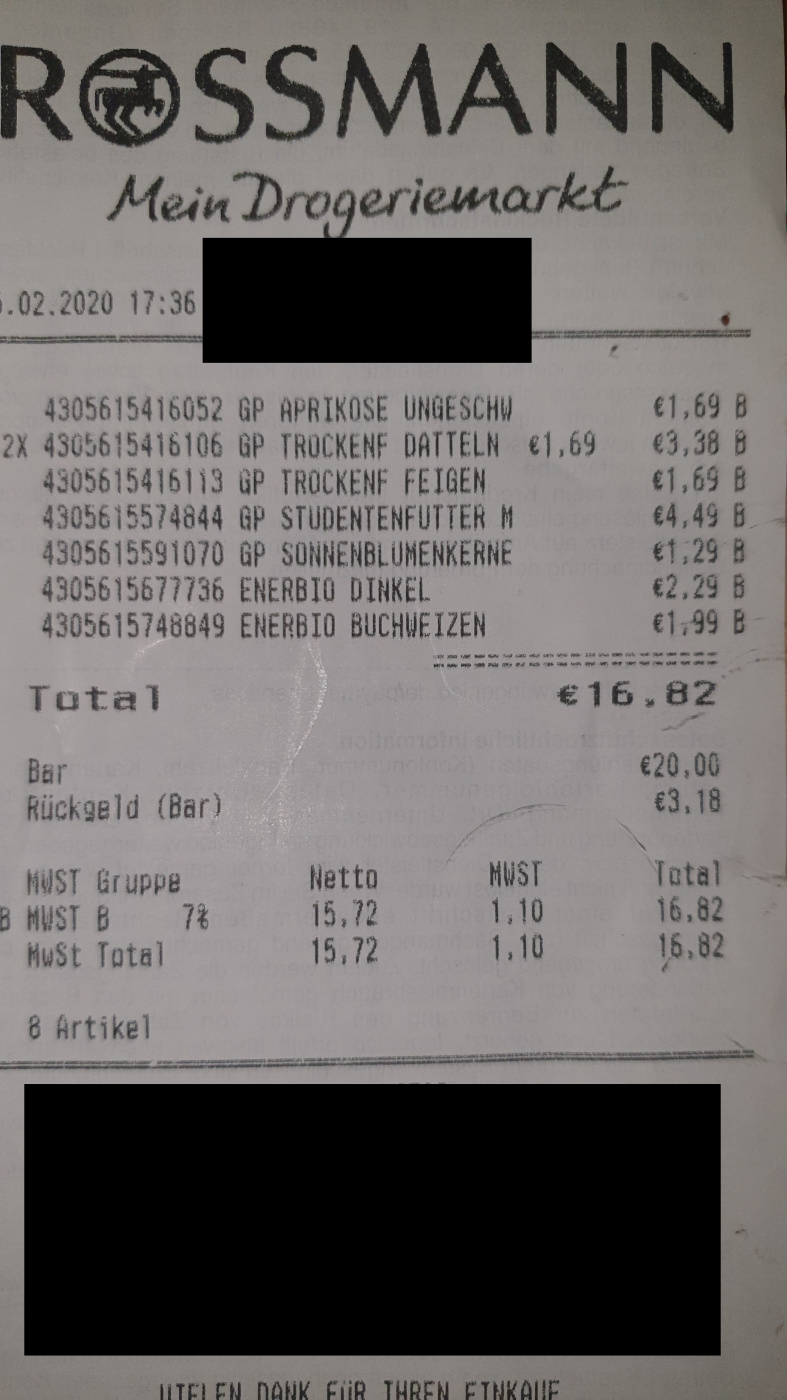 ROSSMANN
Mein Drogeriemarkt
.02.2020 17:36
4305615416052 GP APRIKOSE UNGESCHW €1,69 B
2X 4305615416106 GP TROCKENF DATTELN €1,69 €3,38 B
4305615416113 GP TROCKENF FEIGEN €1,69 B
4305615574844 GP STUDENTENFUTTER M €4,49 B
4305615591070 GP SONNENBLUMENKERNE €1,29 B
4305615677736 ENERBIO DINKEL €2,29 B
4305615748849 ENERBIO BUCHWEIZEN €1,99 B
Total €16,82
Bar €20,00
Rückgeld (Bar) €3,18
MWST Gruppe Netto MWST Total
B MWST B 7% 15,72 1,10 16,82
MwSt Total 15,72 1,10 16,82
8 Artikel
VIELEN DANK FÜR IHREN EINKAUF